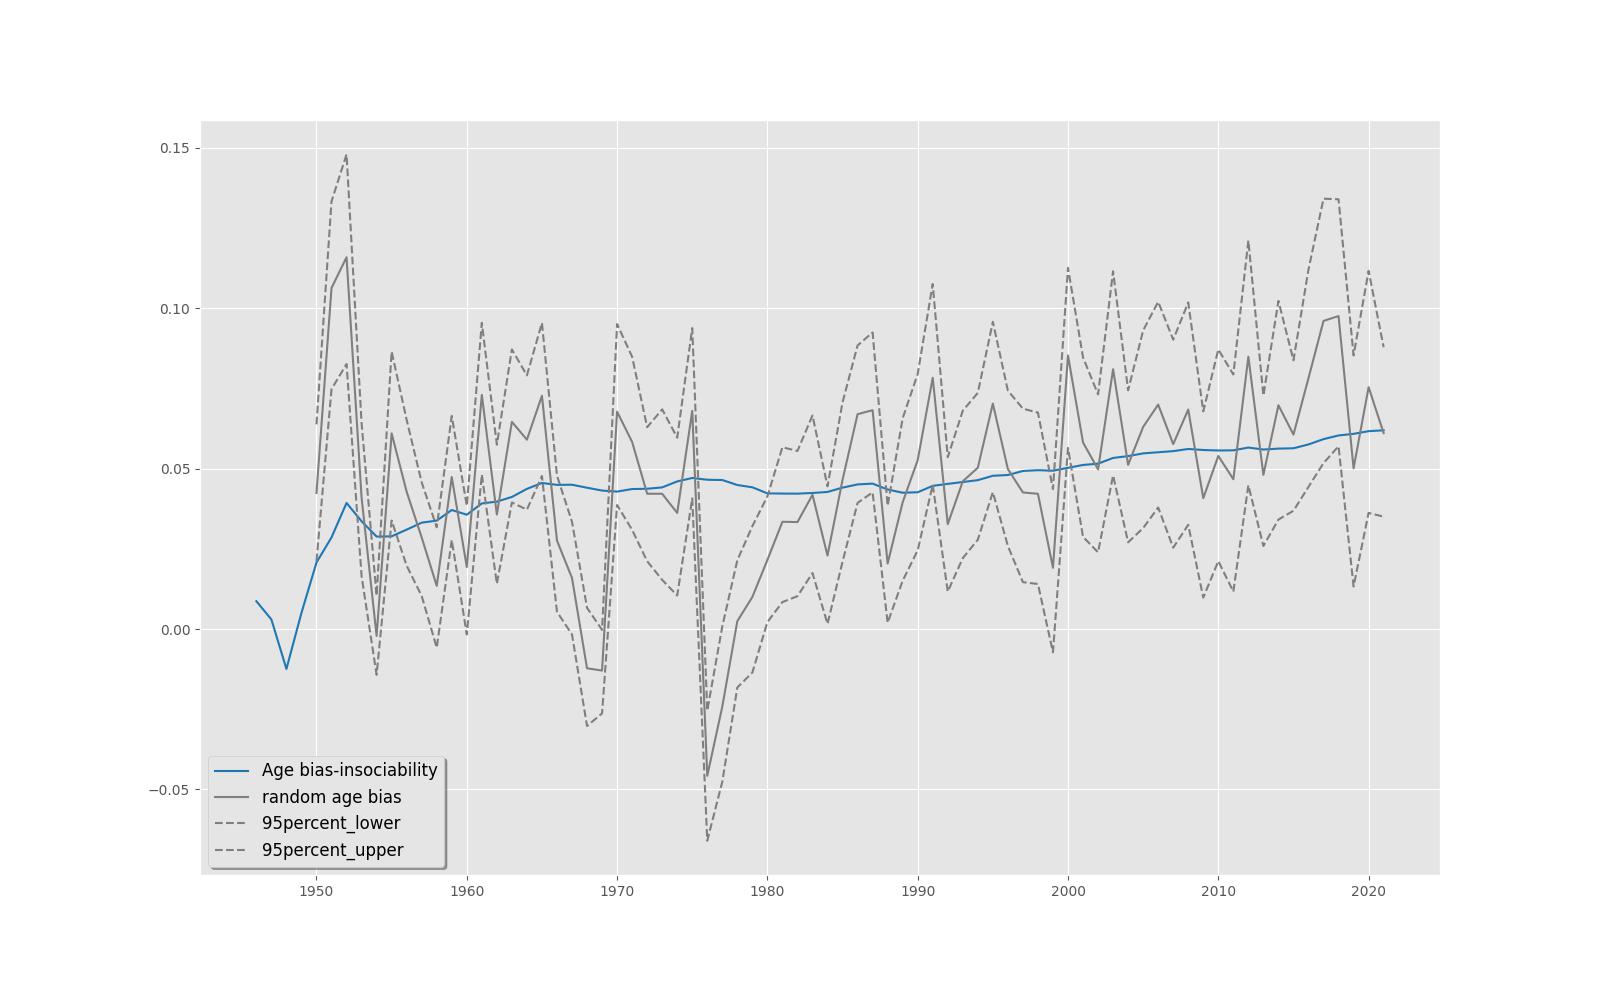 0.15
0.10
0.05
0.00
−0.05
Age bias-insociability
random age bias
95percent_lower
95percent_upper
1950 1960 1970 1980 1990 2000 2010 2020